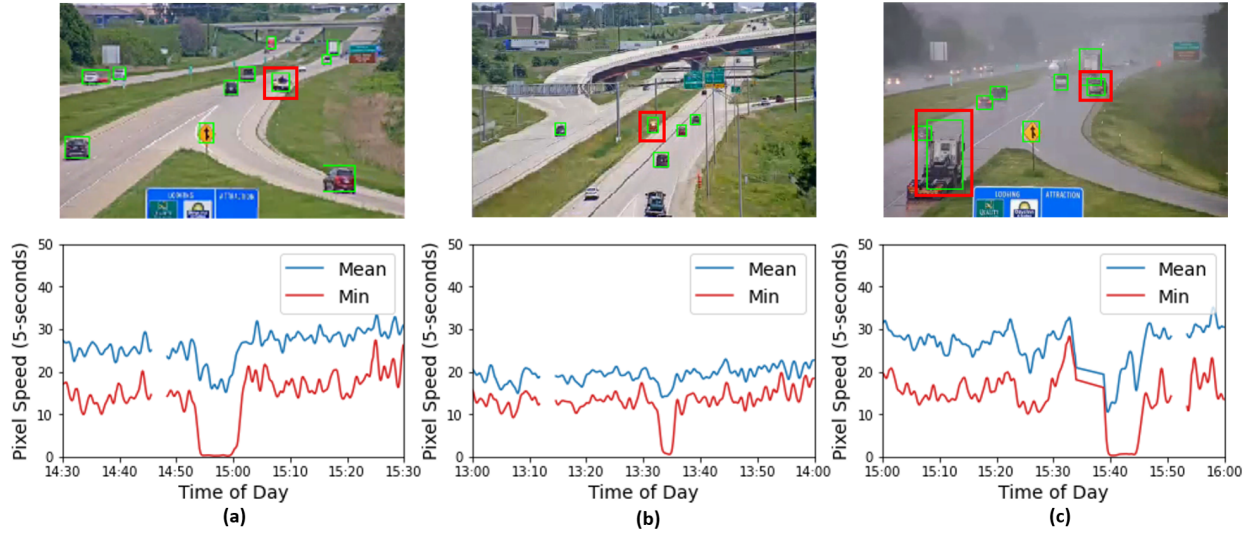 LODGING ATTRACTION
LODGING ATTRACTION
50
40
30
20
10
0
Pixel Speed (5-seconds)
Mean
Min
14:30 14:40 14:50 15:00 15:10 15:20 15:30
Time of Day
(a)
50
40
30
20
10
0
Pixel Speed (5-seconds)
Mean
Min
13:00 13:10 13:20 13:30 13:40 13:50 14:00
Time of Day
(b)
50
40
30
20
10
0
Pixel Speed (5-seconds)
Mean
Min
15:00 15:10 15:20 15:30 15:40 15:50 16:00
Time of Day
(c)